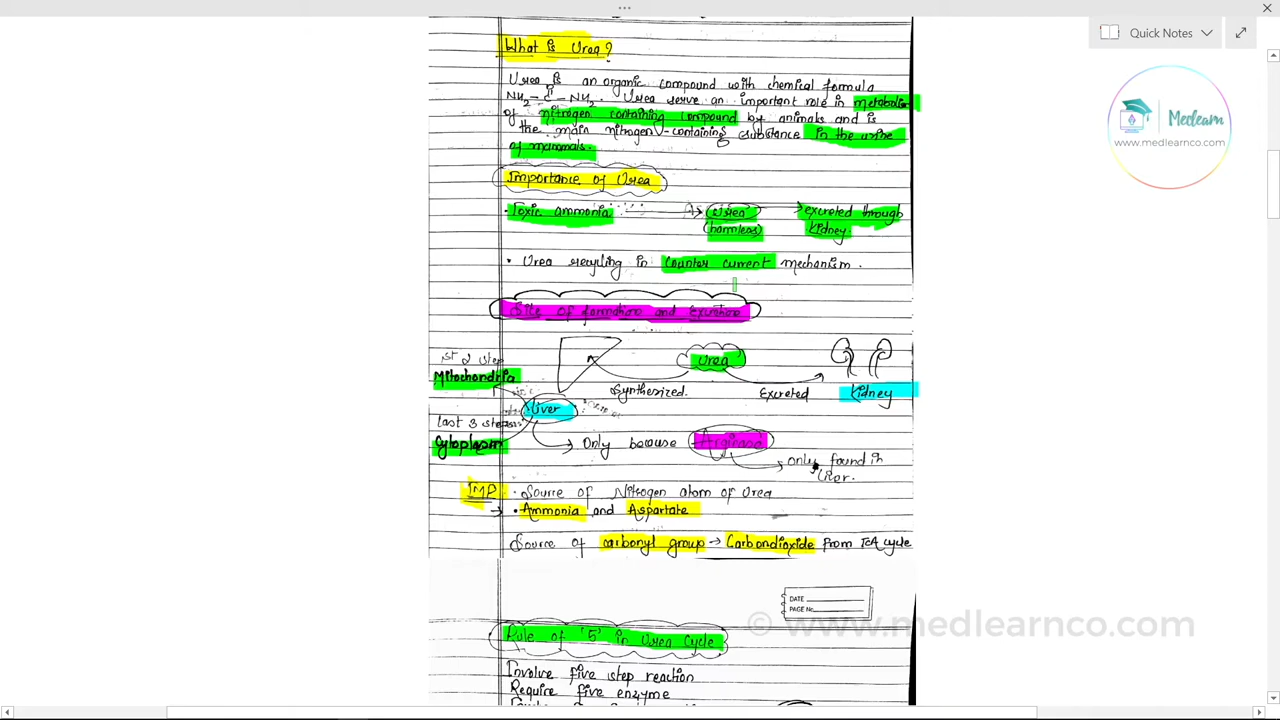 Quick Notes
What is Urea?
Medlearn
www.medlearnco.com
Urea is an organic compound with chemical formula
NH2 - C - NH2. Urea serve an important role in metabolism
O
of nitrogen containing compound by animals and is
the main nitrogen-containing substance in the urine
of mammals.
Importance of Urea
• Toxic ammonia → Urea → excreted through
(harmless) Kidney.
• Urea recycling in counter current mechanism.
Site of formation and excretion
1st 2 step
Mitochondria
Urea
Synthesized. Excreted Kidney
Liver
last 3 steps
Cytoplasm → Only because Arginase
→ only found in
Liver.
IMP • Source of Nitrogen atom of Urea
→ • Ammonia and Aspartate
Source of carbonyl group → Carbondioxide from TCA cycle
DATE
PAGE No.
© www.medlearnco
Rule of '5' in Urea Cycle
Involve five step reaction
Require five enzyme